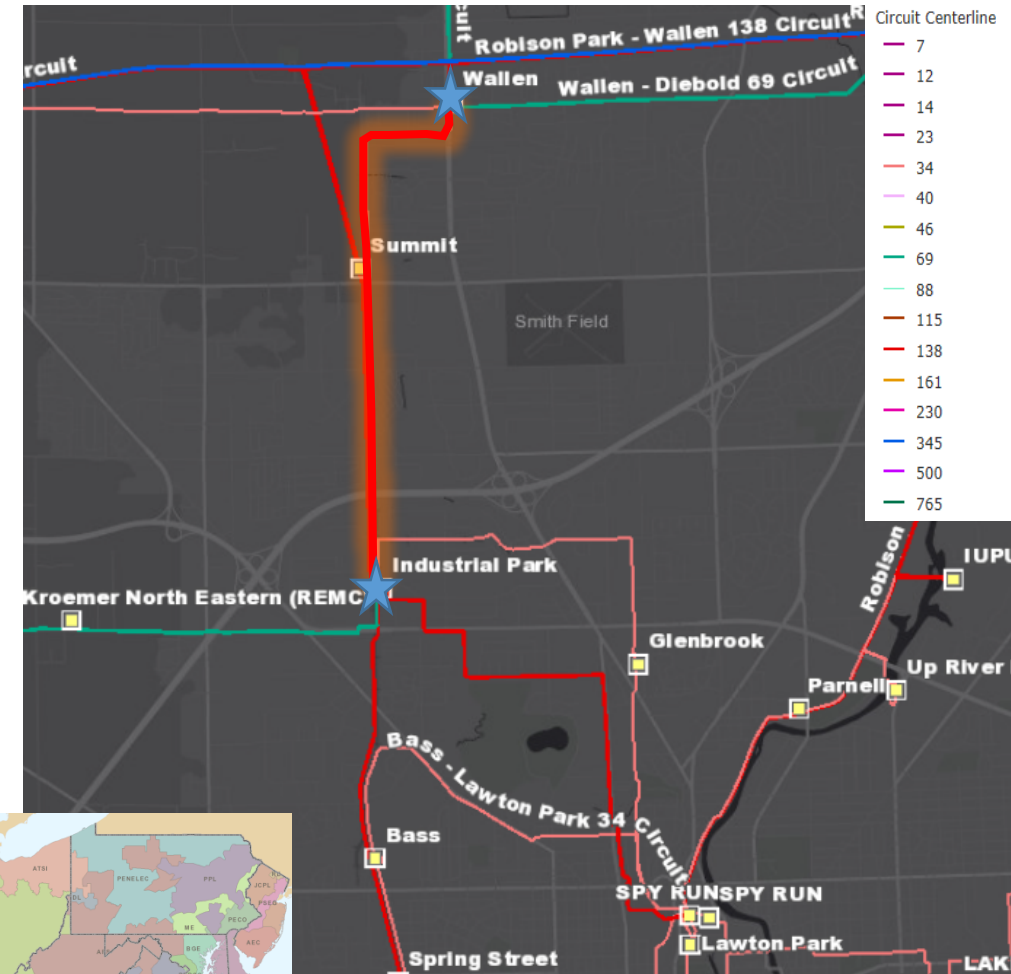 Circuit Centerline
7
12
14
23
34
40
46
69
88
115
138
161
230
345
500
765
rcuit
cuit
Robison Park - Wallen 138 Circuit
R
Wallen
Wallen - Diebold 69 Circuit
Summit
Smith Field
Industrial Park
Kroemer North Eastern (REMC
Robison
IUPU
Glenbrook
Up River
Parnell
Bass - Lawton Park 34 Circuit
Bass
SPY RUN
SPY RUN
Lawton Park
Spring Street
LAK
ATSI
PENELEC
PPL
JCPL
PSEG
DL
ME
PECO
AEC
BGE